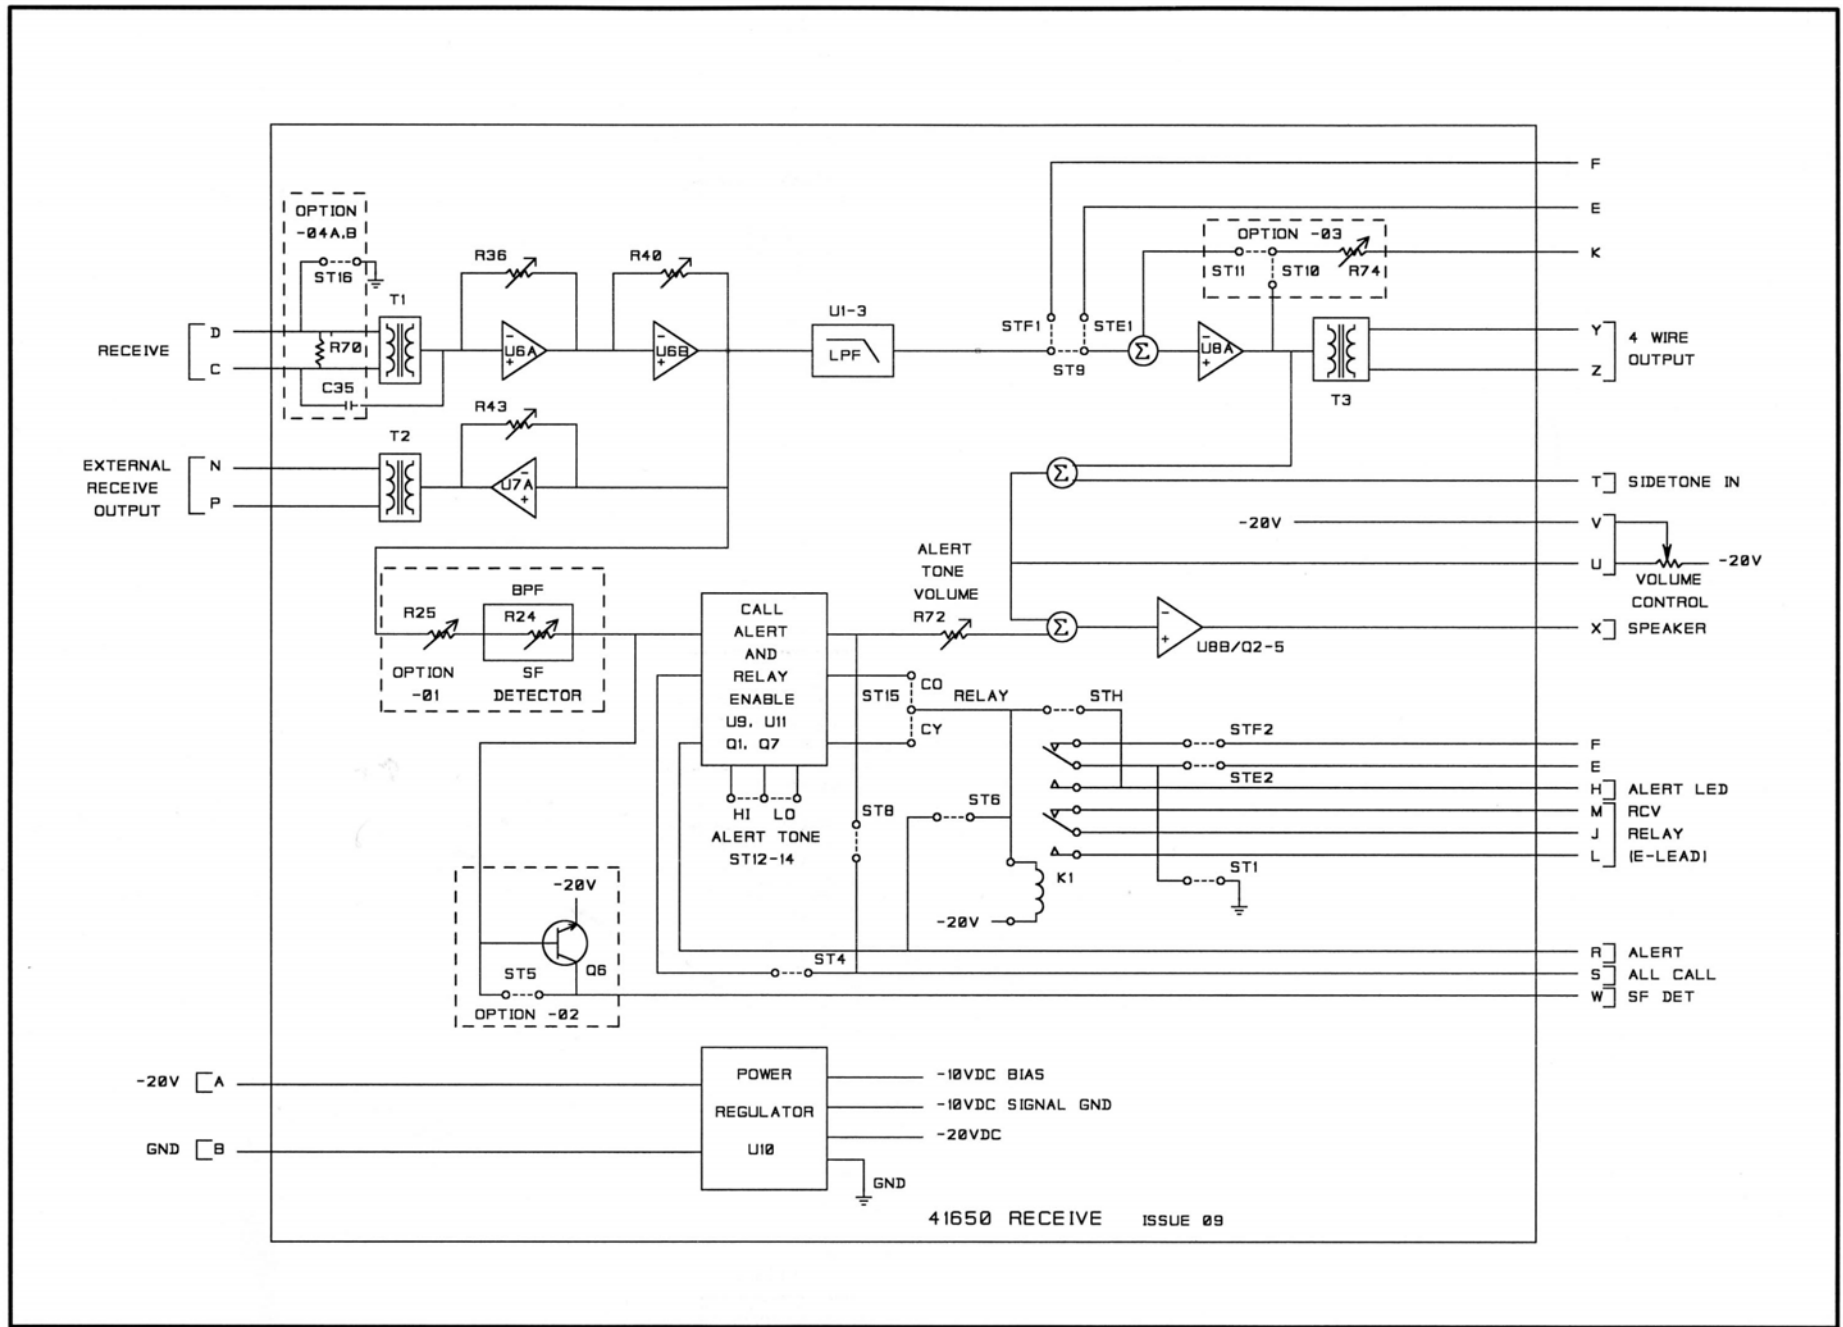 F
E
OPTION
-04A,B
OPTION -03
K
ST16
R36
R40
ST11
ST10
R74
T1
U1-3
STF1
STE1
RECEIVE
D
C
R70
U6A
U6B
LPF
Σ
U8A
Y
Z
4 WIRE
OUTPUT
C35
ST9
T3
R43
T2
EXTERNAL
RECEIVE
OUTPUT
N
P
U7A
Σ
T
SIDETONE IN
-20V
V
U
-20V
VOLUME
CONTROL
ALERT
TONE
VOLUME
R72
Σ
U8B/Q2-5
X
SPEAKER
BPF
R25
R24
OPTION
-01
SF
DETECTOR
CALL
ALERT
AND
RELAY
ENABLE
U9, U11
Q1, Q7
ST15
CO
CY
RELAY
STH
STF2
F
E
STE2
H
ALERT LED
M
J
L
RCV
RELAY
(E-LEAD)
HI LO
ALERT TONE
ST12-14
ST8
ST6
K1
-20V
ST1
-20V
Q6
ST5
OPTION -02
ST4
R
ALERT
S
ALL CALL
W
SF DET
-20V
A
GND
B
POWER
REGULATOR
U10
-10VDC BIAS
-10VDC SIGNAL GND
-20VDC
GND
41650 RECEIVE ISSUE 09